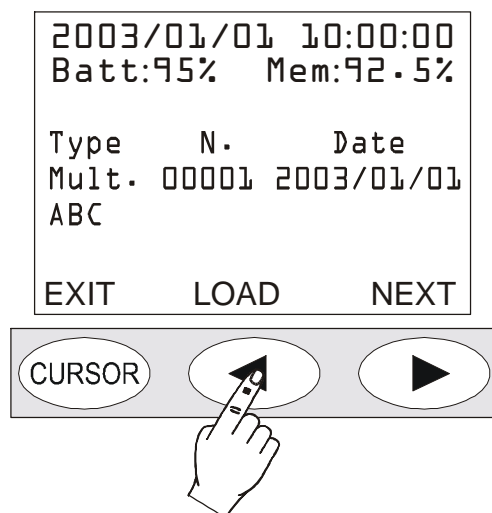 2003/01/01 10:00:00
Batt:95% Mem:92.5%
Type N. Date
Mult. 00001 2003/01/01
ABC
EXIT LOAD NEXT
CURSOR